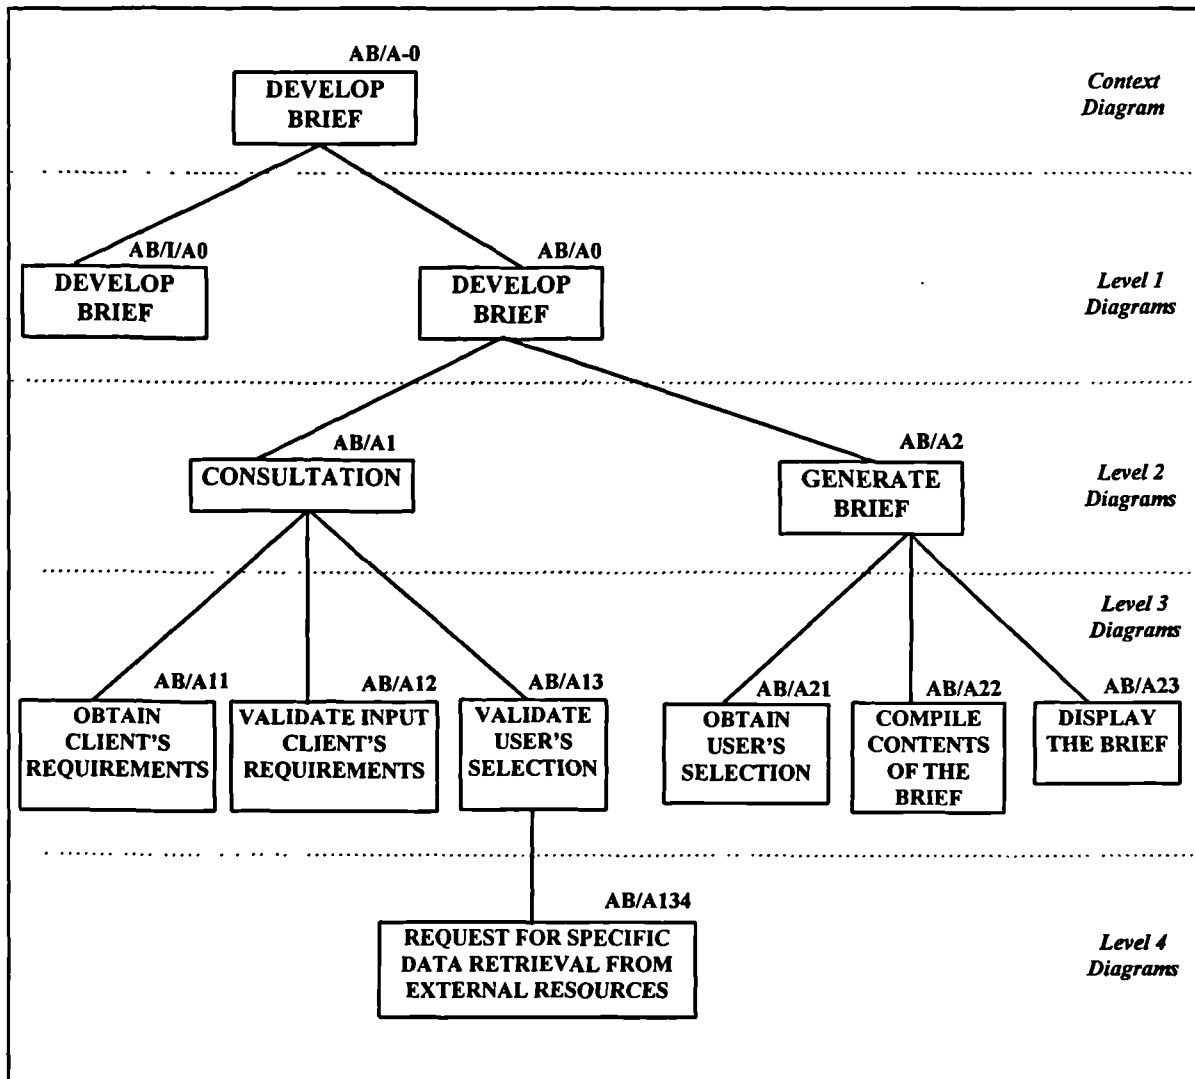 AB/A-0
DEVELOP
BRIEF
Context
Diagram
AB/I/A0
DEVELOP
BRIEF
AB/A0
DEVELOP
BRIEF
Level 1
Diagrams
AB/A1
CONSULTATION
AB/A2
GENERATE
BRIEF
Level 2
Diagrams
Level 3
Diagrams
AB/A11
OBTAIN
CLIENT'S
REQUIREMENTS
AB/A12
VALIDATE INPUT
CLIENT'S
REQUIREMENTS
AB/A13
VALIDATE
USER'S
SELECTION
AB/A21
OBTAIN
USER'S
SELECTION
AB/A22
COMPILE
CONTENTS
OF THE
BRIEF
AB/A23
DISPLAY
THE BRIEF
AB/A134
REQUEST FOR SPECIFIC
DATA RETRIEVAL FROM
EXTERNAL RESOURCES
Level 4
Diagrams